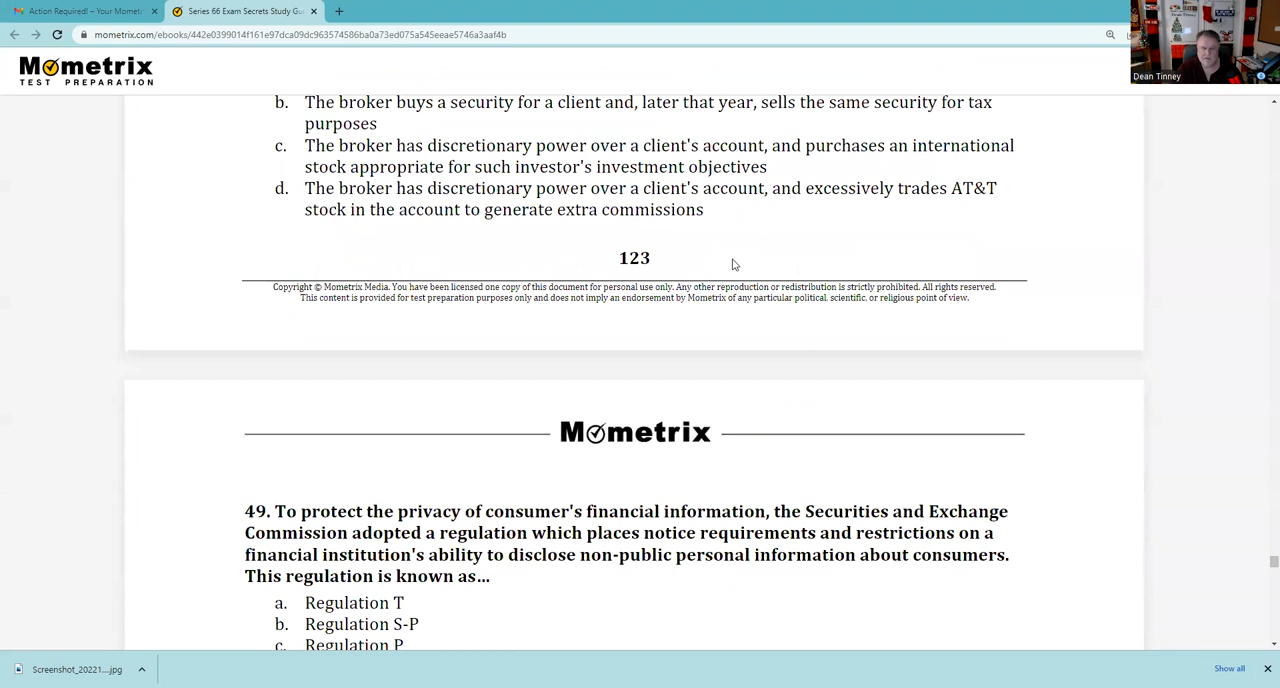 Action Required! – Your Momet
Series 66 Exam Secrets Study Gu
mometrix.com/ebooks/442e0399014f161e97dca09dc963574586ba0a73ed075a545eeae5746a3aaf4b
Dean Tinney
Mometrix
TEST PREPARATION
b. The broker buys a security for a client and, later that year, sells the same security for tax
purposes
c. The broker has discretionary power over a client's account, and purchases an international
stock appropriate for such investor's investment objectives
d. The broker has discretionary power over a client's account, and excessively trades AT&T
stock in the account to generate extra commissions
123
Copyright © Mometrix Media. You have been licensed one copy of this document for personal use only. Any other reproduction or redistribution is strictly prohibited. All rights reserved.
This content is provided for test preparation purposes only and does not imply an endorsement by Mometrix of any particular political, scientific, or religious point of view.
Mometrix
49. To protect the privacy of consumer's financial information, the Securities and Exchange
Commission adopted a regulation which places notice requirements and restrictions on a
financial institution's ability to disclose non-public personal information about consumers.
This regulation is known as…
a. Regulation T
b. Regulation S-P
c. Regulation P
Screenshot_20221....jpg
Show all